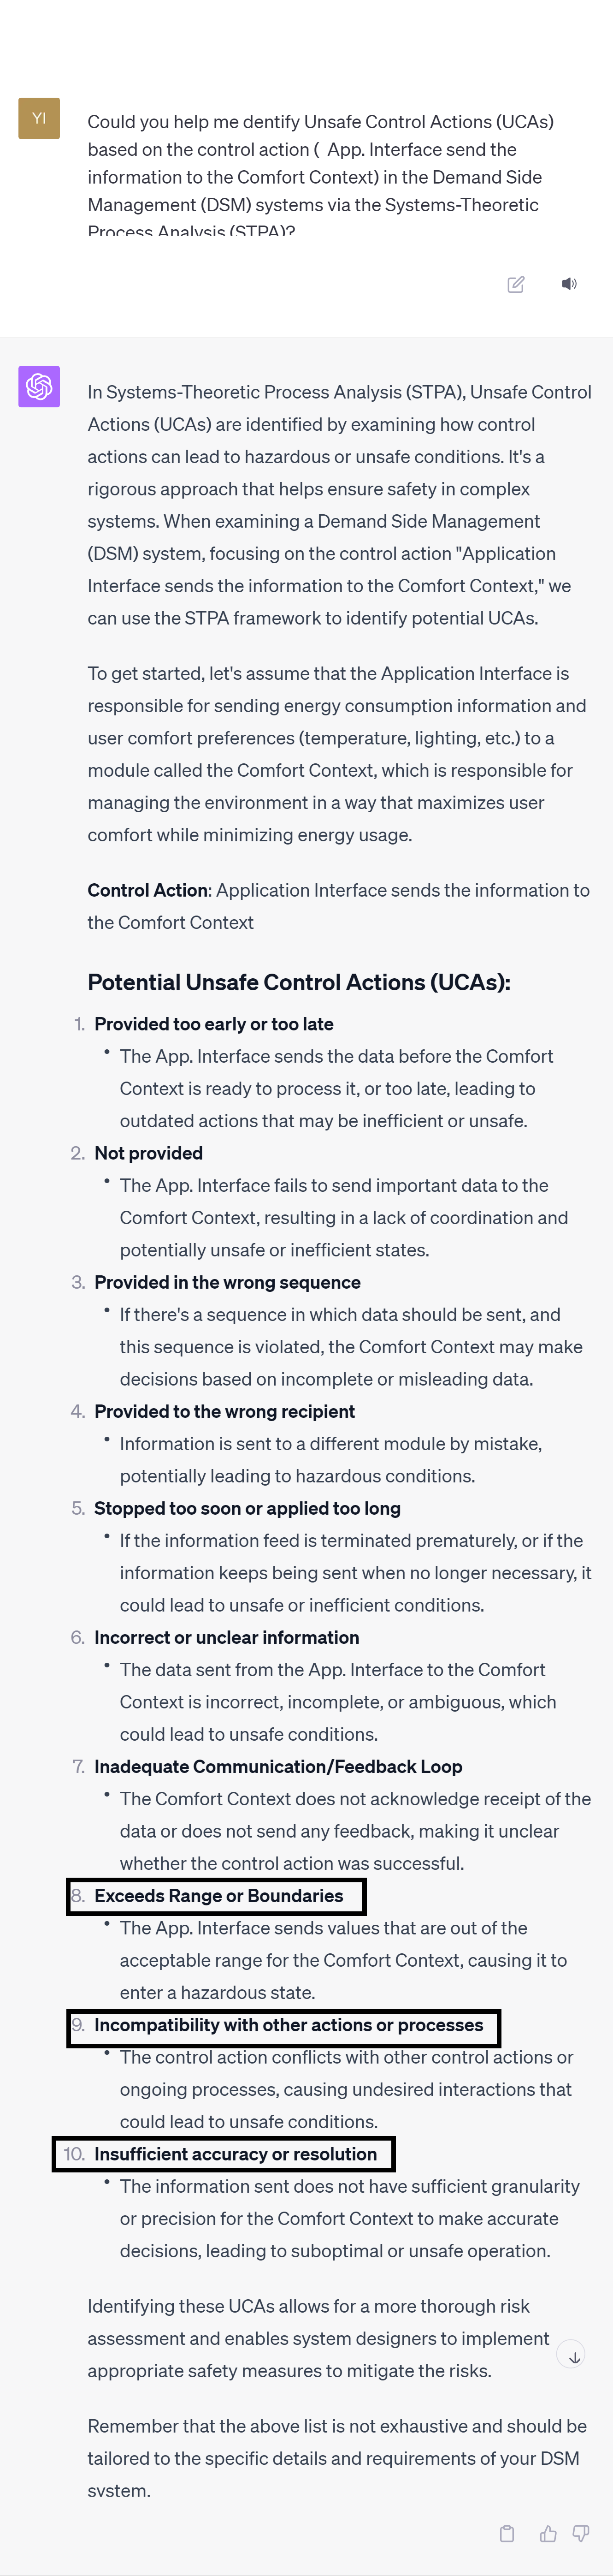 YI
Could you help me dentify Unsafe Control Actions (UCAs)
based on the control action (  App. Interface send the
information to the Comfort Context) in the Demand Side
Management (DSM) systems via the Systems-Theoretic
Process Analysis (STPA)?
In Systems-Theoretic Process Analysis (STPA), Unsafe Control
Actions (UCAs) are identified by examining how control
actions can lead to hazardous or unsafe conditions. It's a
rigorous approach that helps ensure safety in complex
systems. When examining a Demand Side Management
(DSM) system, focusing on the control action "Application
Interface sends the information to the Comfort Context," we
can use the STPA framework to identify potential UCAs.
To get started, let's assume that the Application Interface is
responsible for sending energy consumption information and
user comfort preferences (temperature, lighting, etc.) to a
module called the Comfort Context, which is responsible for
managing the environment in a way that maximizes user
comfort while minimizing energy usage.
Control Action: Application Interface sends the information to
the Comfort Context
Potential Unsafe Control Actions (UCAs):
1. Provided too early or too late
• The App. Interface sends the data before the Comfort
Context is ready to process it, or too late, leading to
outdated actions that may be inefficient or unsafe.
2. Not provided
• The App. Interface fails to send important data to the
Comfort Context, resulting in a lack of coordination and
potentially unsafe or inefficient states.
3. Provided in the wrong sequence
• If there's a sequence in which data should be sent, and
this sequence is violated, the Comfort Context may make
decisions based on incomplete or misleading data.
4. Provided to the wrong recipient
• Information is sent to a different module by mistake,
potentially leading to hazardous conditions.
5. Stopped too soon or applied too long
• If the information feed is terminated prematurely, or if the
information keeps being sent when no longer necessary, it
could lead to unsafe or inefficient conditions.
6. Incorrect or unclear information
• The data sent from the App. Interface to the Comfort
Context is incorrect, incomplete, or ambiguous, which
could lead to unsafe conditions.
7. Inadequate Communication/Feedback Loop
• The Comfort Context does not acknowledge receipt of the
data or does not send any feedback, making it unclear
whether the control action was successful.
8. Exceeds Range or Boundaries
• The App. Interface sends values that are out of the
acceptable range for the Comfort Context, causing it to
enter a hazardous state.
9. Incompatibility with other actions or processes
• The control action conflicts with other control actions or
ongoing processes, causing undesired interactions that
could lead to unsafe conditions.
10. Insufficient accuracy or resolution
• The information sent does not have sufficient granularity
or precision for the Comfort Context to make accurate
decisions, leading to suboptimal or unsafe operation.
Identifying these UCAs allows for a more thorough risk
assessment and enables system designers to implement
appropriate safety measures to mitigate the risks.
Remember that the above list is not exhaustive and should be
tailored to the specific details and requirements of your DSM
system.